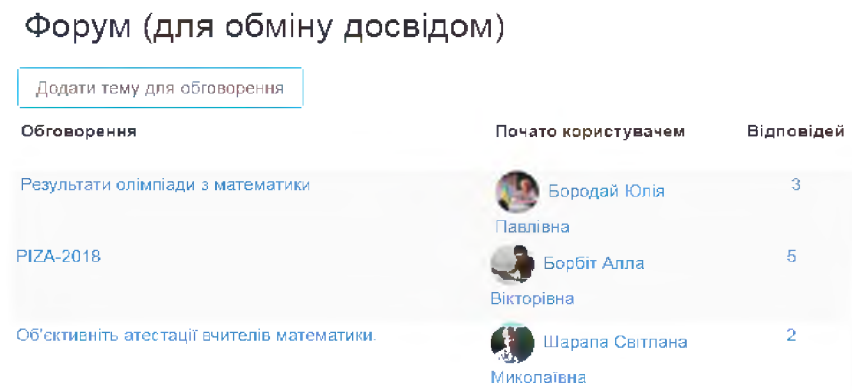 Форум (для обміну досвідом)
Додати тему для обговорення
Обговорення Почато користувачем Відповідей
Результати олімпіади з математики Бородай Юлія 3
Павлівна
PIZA-2018 Борбіт Алла 5
Вікторівна
Об'єктивніть атестації вчителів математики. Шарапа Світлана 2
Миколаївна